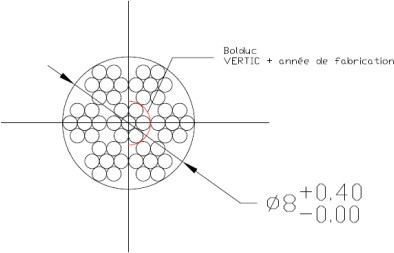 Bolduc
VERTIC + année de fabrication
Ø8 +0.40
-0.00